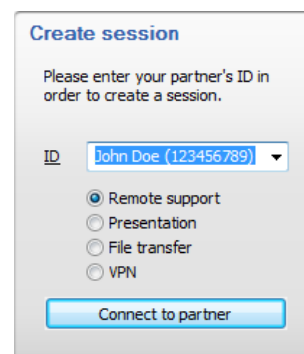 Create session
Please enter your partner's ID in
order to create a session.
ID John Doe (123456789)
Remote support
Presentation
File transfer
VPN
Connect to partner